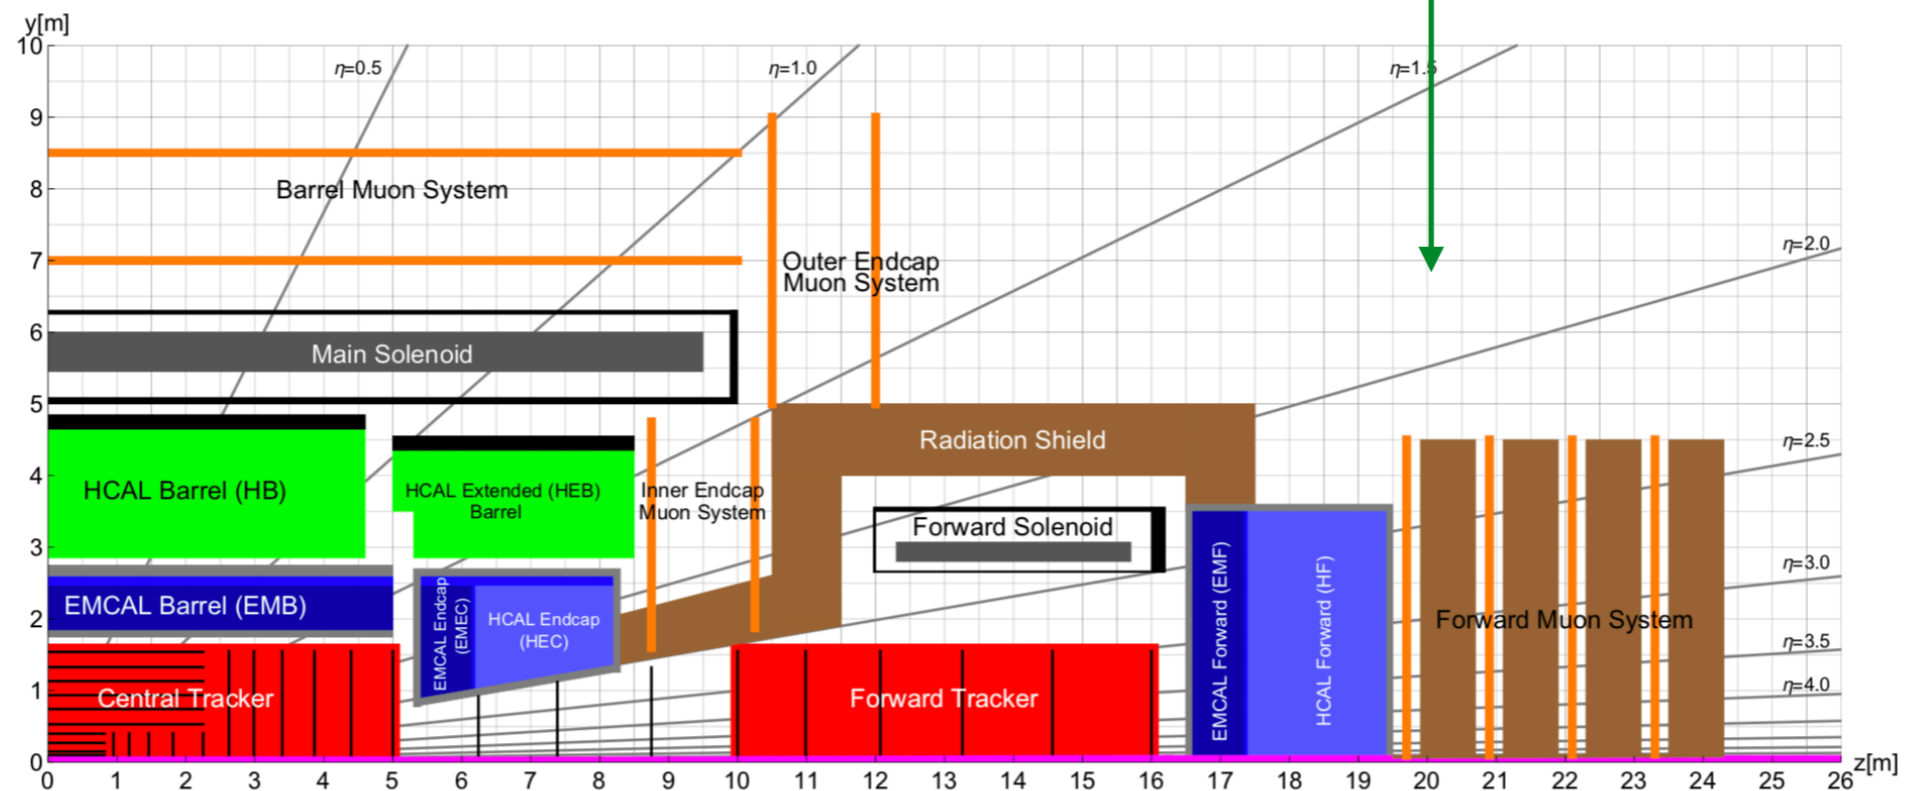 y[m]
10
9
8
7
6
5
4
3
2
1
0
η=0.5
η=1.0
η=1.5
η=2.0
η=2.5
η=3.0
η=3.5
η=4.0
Barrel Muon System
Outer Endcap
Muon System
Main Solenoid
Radiation Shield
HCAL Barrel (HB)
HCAL Extended (HEB)
Barrel
Inner Endcap
Muon System
Forward Solenoid
EMCAL Barrel (EMB)
EMCAL Endcap
(EMEC)
HCAL Endcap
(HEC)
EMCAL Forward (EMF)
HCAL Forward (HF)
Forward Muon System
Central Tracker
Forward Tracker
0 1 2 3 4 5 6 7 8 9 10 11 12 13 14 15 16 17 18 19 20 21 22 23 24 25 26
z[m]